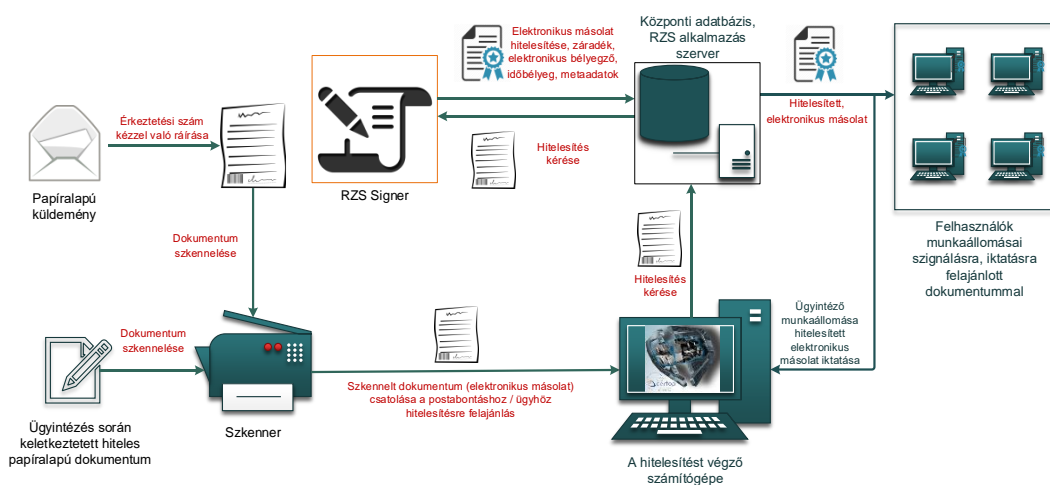 Elektronikus másolat
hitelesítése, záradék,
elektronikus bélyegző,
időbélyeg, metaadatok
Központi adatbázis,
RZS alkalmazás
szerver
Hitelesített,
elektronikus másolat
Érkeztetési szám
kézzel való ráírása
Hitelesítés
kérése
Papíralapú
küldemény
RZS Signer
Dokumentum
szkennelése
Hitelesítés
kérése
Felhasználók
munkaállomásai
szignálásra, iktatásra
felajánlott
dokumentummal
Ügyintéző
munkaállomása
hitelesített
elektronikus
másolat iktatása
Dokumentum
szkennelése
Szkennelt dokumentum (elektronikus másolat)
csatolása a postabontáshoz / ügyhöz
hitelesítésre felajánlás
Ügyintézés során
keletkeztetett hiteles
papíralapú dokumentum
Szkenner
A hitelesítést végző
számítógépe